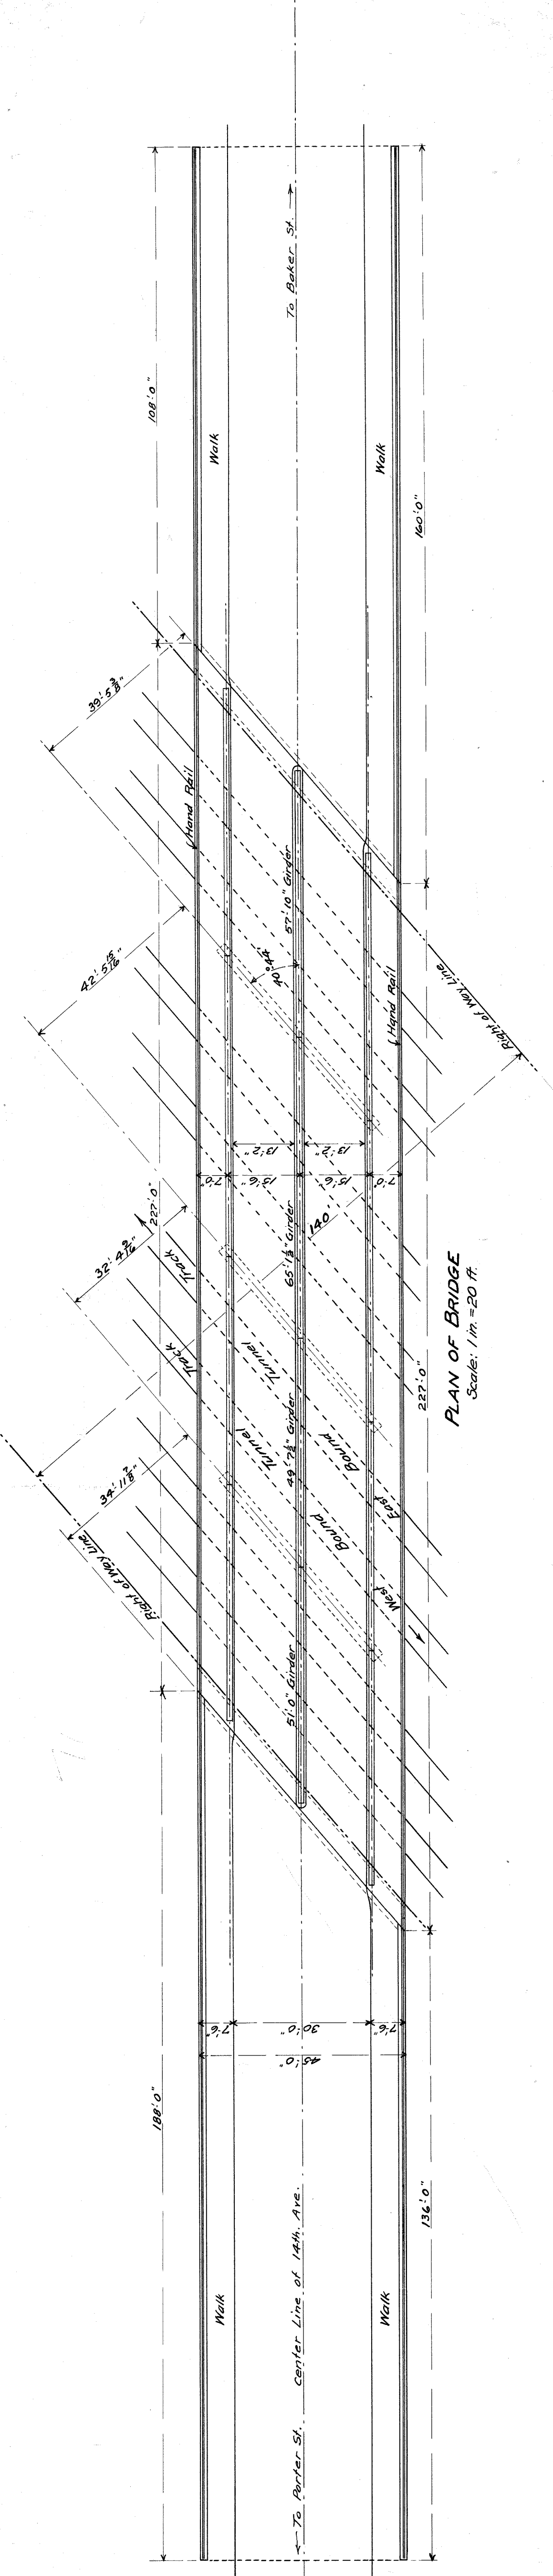 To Baker St.
108'-0"
Walk
Walk
160'-0"
39'-5 3/8"
Hand Rail
57'-10" Girder
42'-5 15/16"
40°44'
Hand Rail
Right of Way Line
13'-2"
13'-2"
7'-0"
15'-6"
15'-6"
7'-0"
227'-0"
140'
32'-4 9/16"
65'-1 1/2" Girder
Track
Track
Tunnel
Tunnel
PLAN OF BRIDGE
Scale: 1 in. = 20 ft.
227'-0"
49'-7 1/2" Girder
Bound
Bound
East
West
34'-11 7/8"
Right of Way Line
51'-0" Girder
7'-6"
30'-0"
7'-6"
45'-0"
188'-0"
136'-0"
Walk
Walk
To Porter St.
Center Line of 14th. Ave.